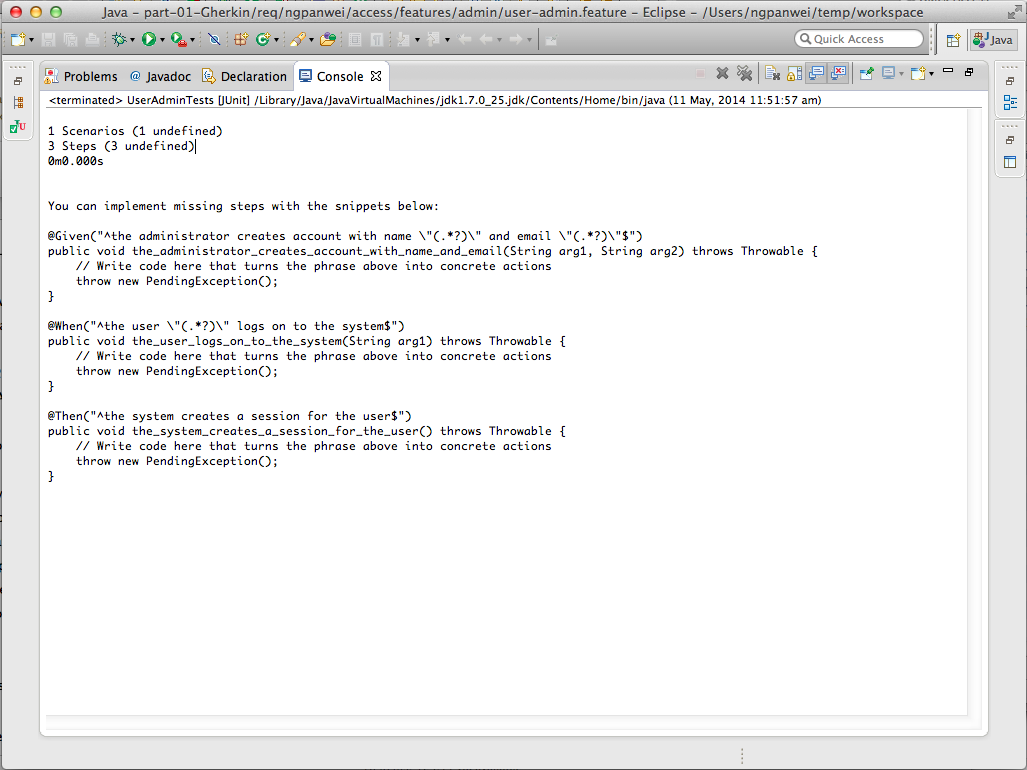 Java – part-01-Gherkin/req/ngpanwei/access/features/admin/user-admin.feature – Eclipse – /Users/ngpanwei/temp/workspace
Quick Access
Java
Problems @ Javadoc Declaration Console
<terminated> UserAdminTests [JUnit] /Library/Java/JavaVirtualMachines/jdk1.7.0_25.jdk/Contents/Home/bin/java (11 May, 2014 11:51:57 am)
1 Scenarios (1 undefined)
3 Steps (3 undefined)
0m0.000s
You can implement missing steps with the snippets below:
@Given("^the administrator creates account with name \"(.*?)\" and email \"(.*?)\"$")
public void the_administrator_creates_account_with_name_and_email(String arg1, String arg2) throws Throwable {
    // Write code here that turns the phrase above into concrete actions
    throw new PendingException();
}
@When("^the user \"(.*?)\" logs on to the system$")
public void the_user_logs_on_to_the_system(String arg1) throws Throwable {
    // Write code here that turns the phrase above into concrete actions
    throw new PendingException();
}
@Then("^the system creates a session for the user$")
public void the_system_creates_a_session_for_the_user() throws Throwable {
    // Write code here that turns the phrase above into concrete actions
    throw new PendingException();
}